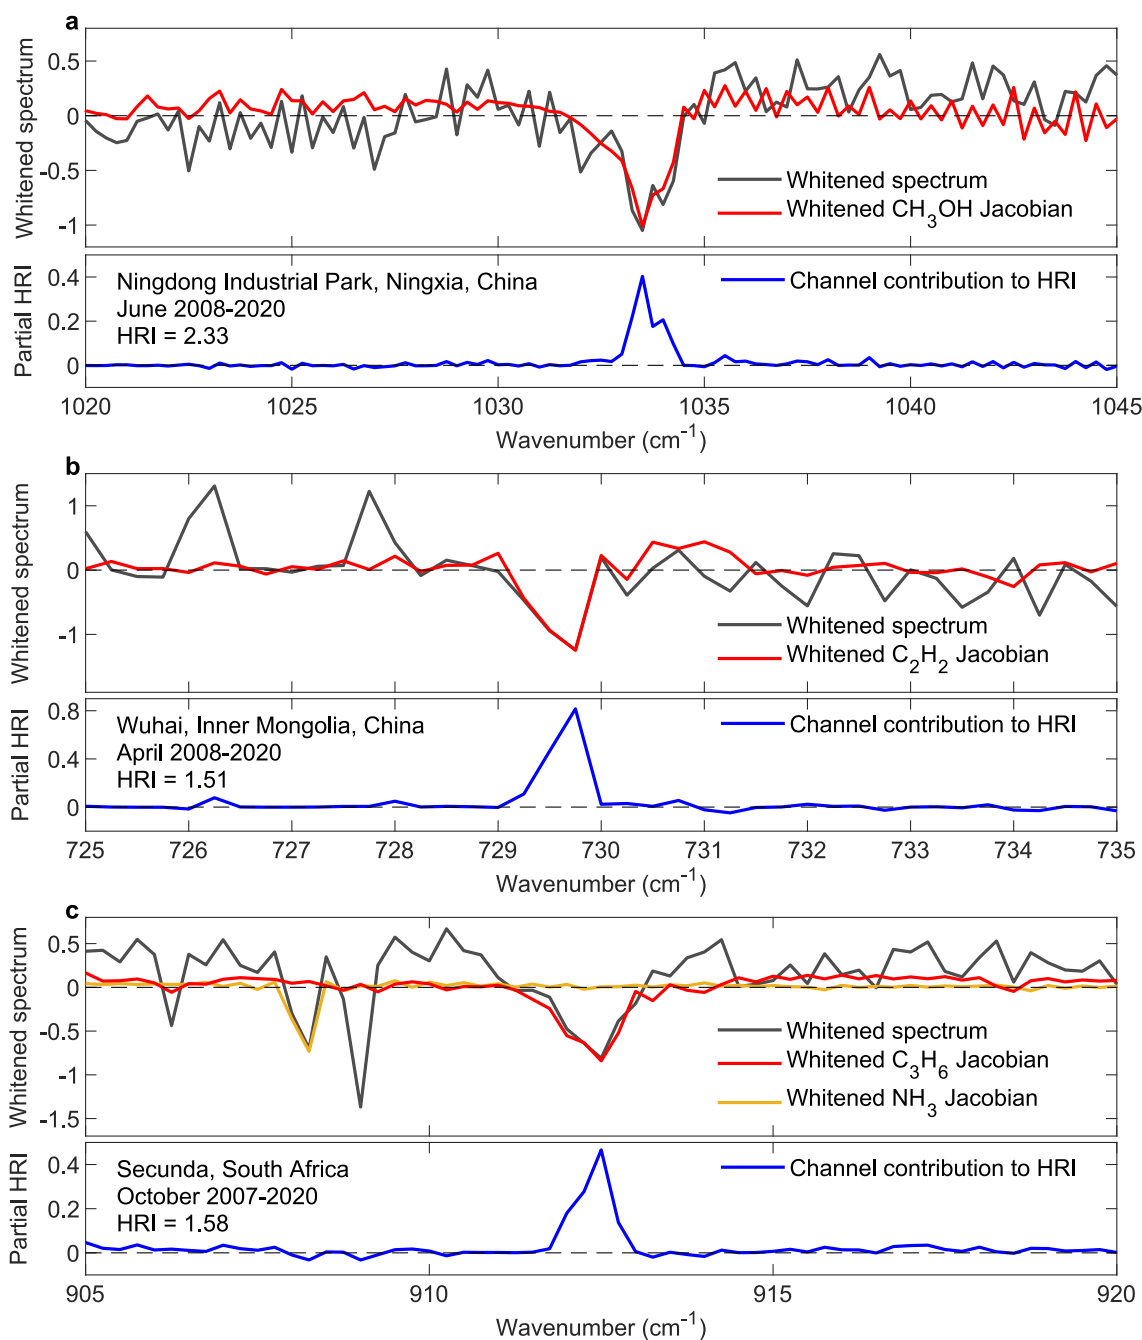 a
Whitened spectrum
0.5
0
-0.5
-1
Whitened spectrum
Whitened CH3OH Jacobian
Partial HRI
0.4
0.2
0
Ningdong Industrial Park, Ningxia, China
June 2008-2020
HRI = 2.33
Channel contribution to HRI
1020 1025 1030 1035 1040 1045
Wavenumber (cm-1)
b
Whitened spectrum
1
0
-1
Whitened spectrum
Whitened C2H2 Jacobian
Partial HRI
0.8
0.4
0
Wuhai, Inner Mongolia, China
April 2008-2020
HRI = 1.51
Channel contribution to HRI
725 726 727 728 729 730 731 732 733 734 735
Wavenumber (cm-1)
c
Whitened spectrum
0.5
0
-0.5
-1
-1.5
Whitened spectrum
Whitened C3H6 Jacobian
Whitened NH3 Jacobian
Partial HRI
0.4
0.2
0
Secunda, South Africa
October 2007-2020
HRI = 1.58
Channel contribution to HRI
905 910 915 920
Wavenumber (cm-1)